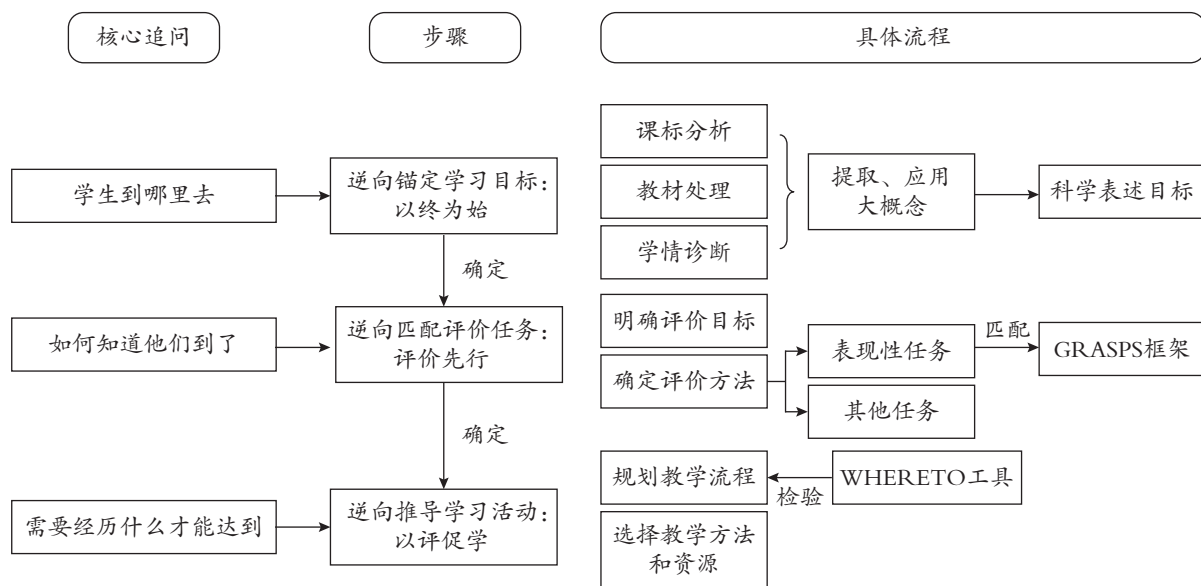 核心追问
步骤
具体流程
学生到哪里去
逆向锚定学习目标：
以终为始
课标分析
教材处理
学情诊断
提取、应用
大概念
科学表述目标
确定
如何知道他们到了
逆向匹配评价任务：
评价先行
明确评价目标
确定评价方法
表现性任务
其他任务
匹配
GRASPS框架
确定
需要经历什么才能达到
逆向推导学习活动：
以评促学
规划教学流程
检验
WHERETO工具
选择教学方法
和资源